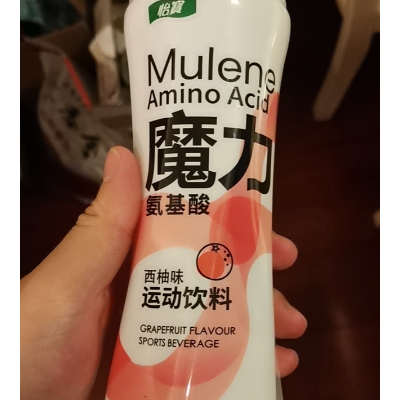 怡寶
Mulene
Amino Acid
魔力
氨基酸
西柚味
运动饮料
GRAPEFRUIT FLAVOUR
SPORTS BEVERAGE